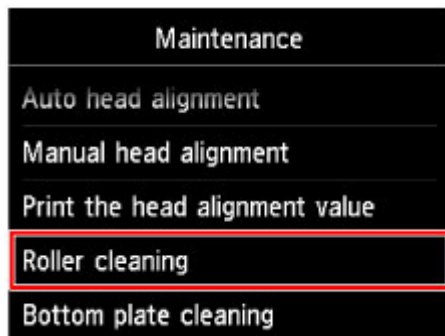 Maintenance
Auto head alignment
Manual head alignment
Print the head alignment value
Roller cleaning
Bottom plate cleaning